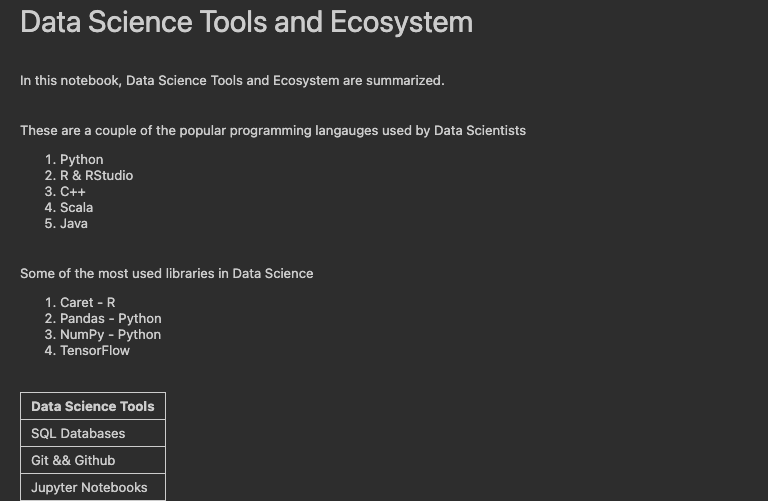 Data Science Tools and Ecosystem
In this notebook, Data Science Tools and Ecosystem are summarized.
These are a couple of the popular programming langauges used by Data Scientists
1. Python
2. R & RStudio
3. C++
4. Scala
5. Java
Some of the most used libraries in Data Science
1. Caret - R
2. Pandas - Python
3. NumPy - Python
4. TensorFlow
Data Science Tools
SQL Databases
Git && Github
Jupyter Notebooks